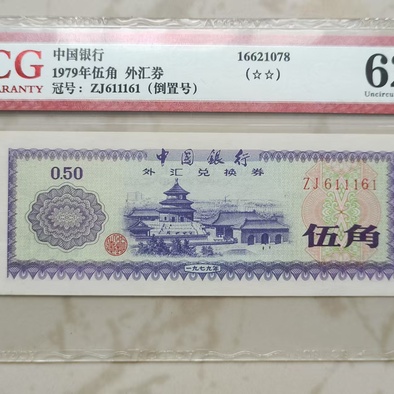 CG
ARRANTY
中国银行
1979年伍角 外汇券
冠号：ZJ611161（倒置号）
16621078
(☆☆)
62
Uncircu
中国银行
外汇兑换券
0.50
ZJ611161
伍角
一九七九年